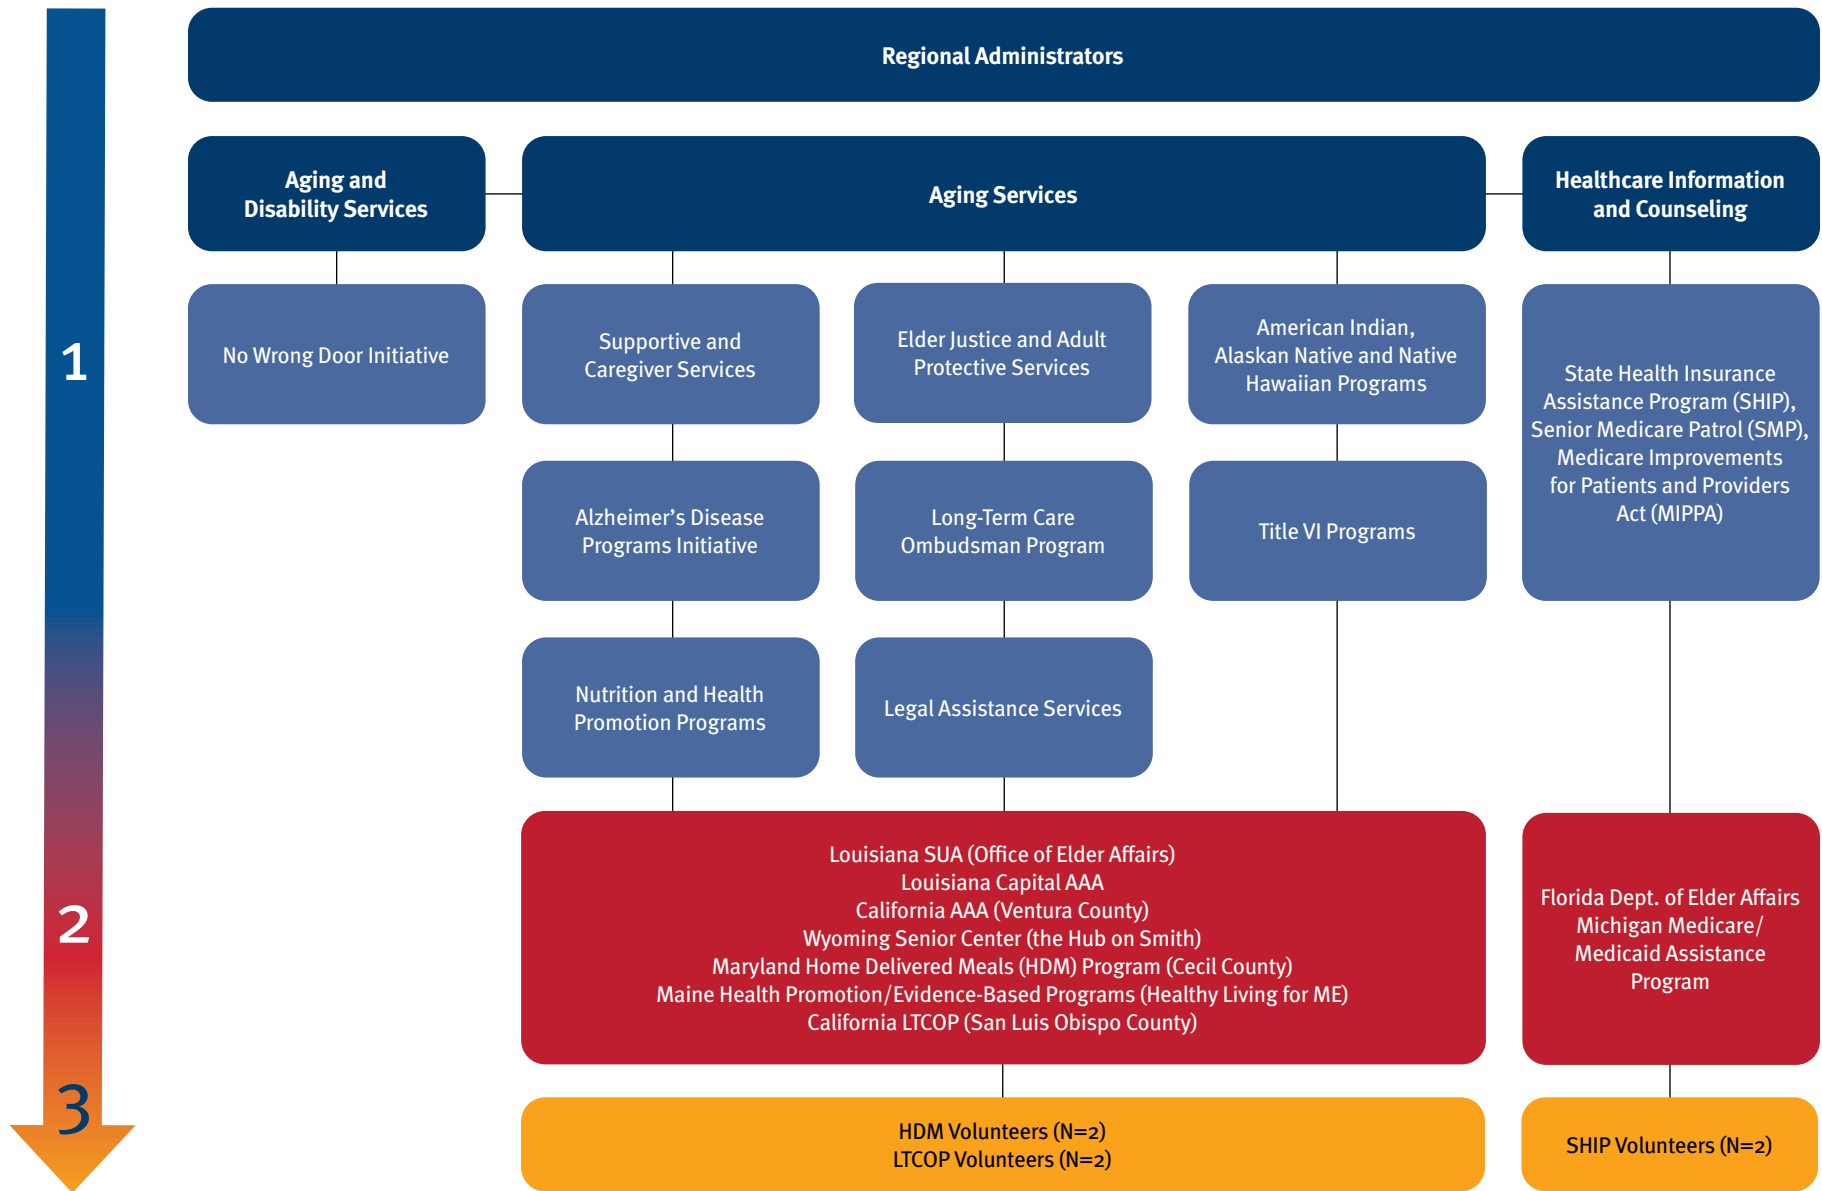 Regional Administrators
Aging and
Disability Services
Aging Services
Healthcare Information
and Counseling
1
No Wrong Door Initiative
Supportive and
Caregiver Services
Elder Justice and Adult
Protective Services
American Indian,
Alaskan Native and Native
Hawaiian Programs
State Health Insurance
Assistance Program (SHIP),
Senior Medicare Patrol (SMP),
Medicare Improvements
for Patients and Providers
Act (MIPPA)
Alzheimer’s Disease
Programs Initiative
Long-Term Care
Ombudsman Program
Title VI Programs
Nutrition and Health
Promotion Programs
Legal Assistance Services
2
Louisiana SUA (Office of Elder Affairs)
Louisiana Capital AAA
California AAA (Ventura County)
Wyoming Senior Center (the Hub on Smith)
Maryland Home Delivered Meals (HDM) Program (Cecil County)
Maine Health Promotion/Evidence-Based Programs (Healthy Living for ME)
California LTCOP (San Luis Obispo County)
Florida Dept. of Elder Affairs
Michigan Medicare/
Medicaid Assistance
Program
3
HDM Volunteers (N=2)
LTCOP Volunteers (N=2)
SHIP Volunteers (N=2)